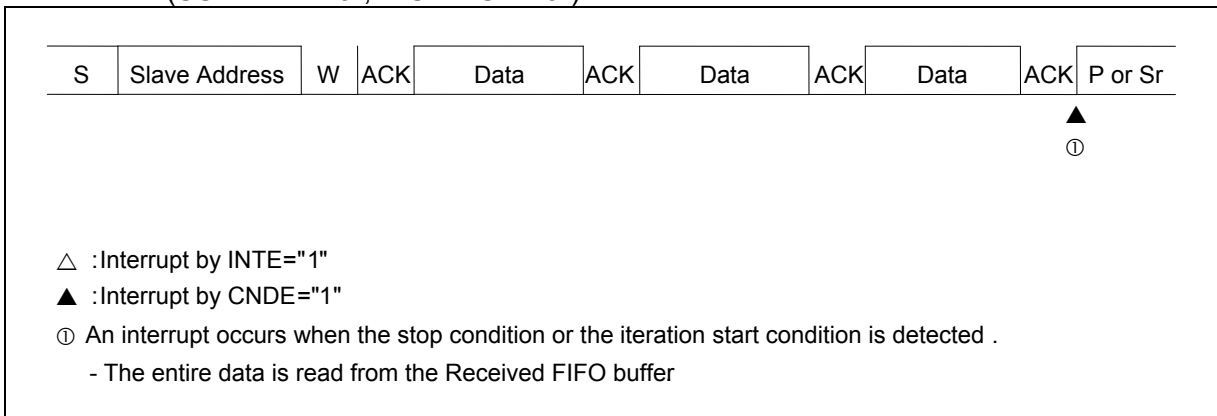 S Slave Address W ACK Data ACK Data ACK Data ACK P or Sr
▲
①
△ :Interrupt by INTE="1"
▲ :Interrupt by CNDE="1"
① An interrupt occurs when the stop condition or the iteration start condition is detected .
- The entire data is read from the Received FIFO buffer